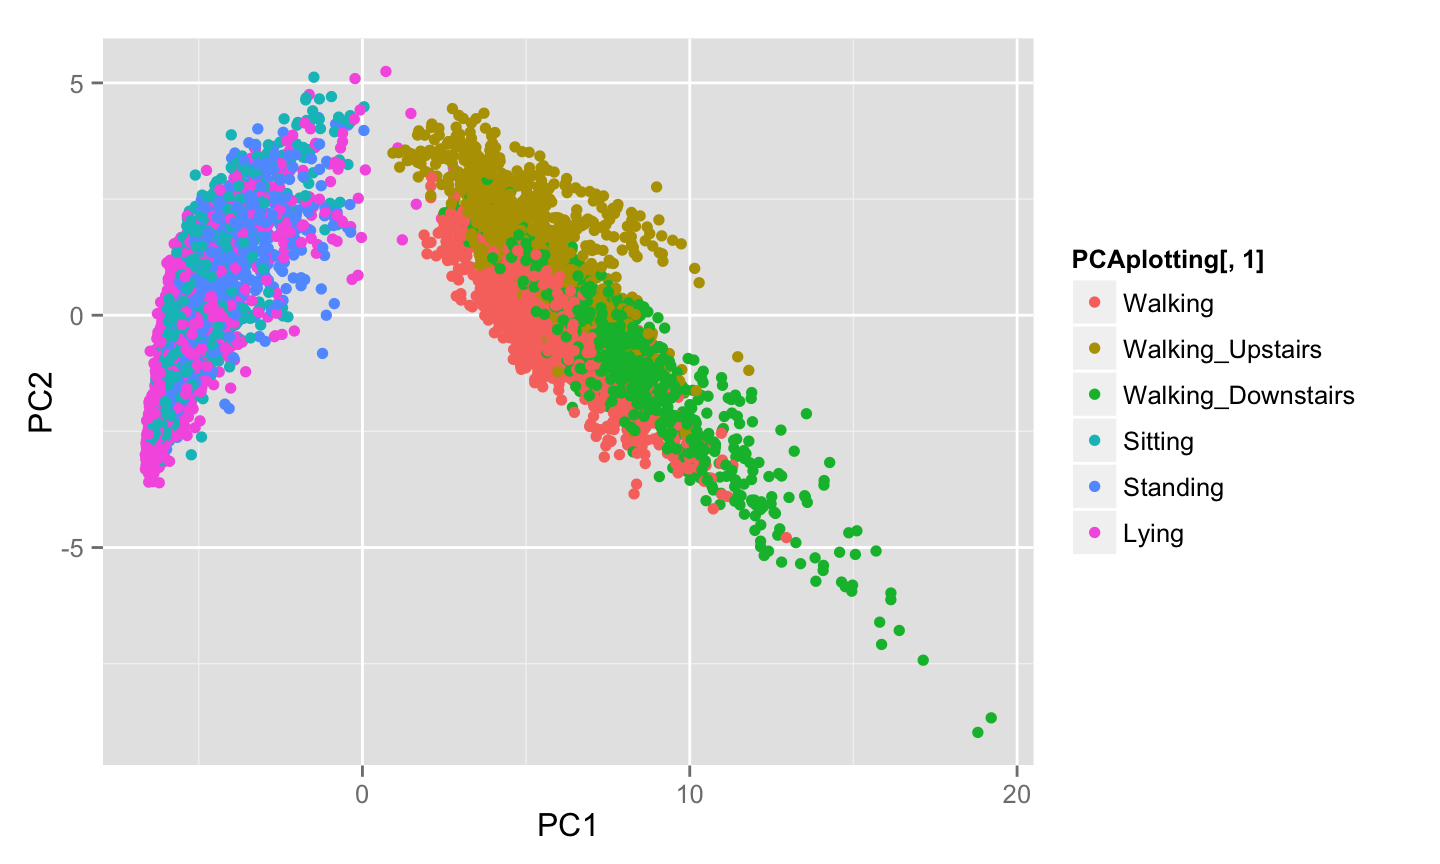 5
0
-5
PC2
0
10
20
PC1
PCAplotting[, 1]
Walking
Walking_Upstairs
Walking_Downstairs
Sitting
Standing
Lying